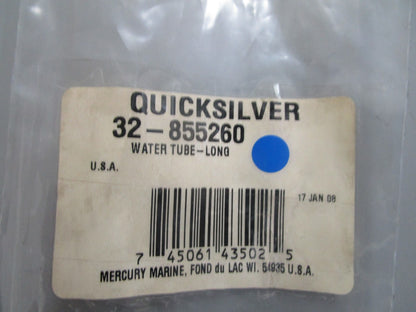 QUICKSILVER
32-855260
WATER TUBE-LONG
U.S.A.
17 JAN 08
7 45061 43502 5
MERCURY MARINE, FOND du LAC WI. 54935 U.S.A.